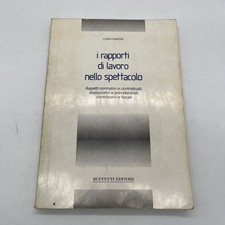 i rapporti
di lavoro
nello spettacolo
Aspetti normativi e contrattuali,
assicurativi e previdenziali,
contributivi e fiscali
BUFFETTI EDITORE